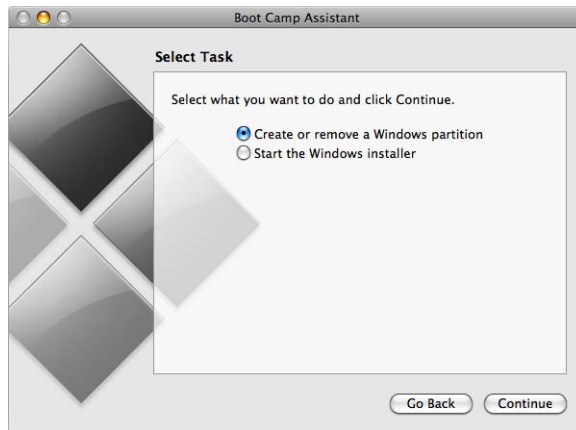 Boot Camp Assistant
Select Task
Select what you want to do and click Continue.
Create or remove a Windows partition
Start the Windows installer
Go Back Continue